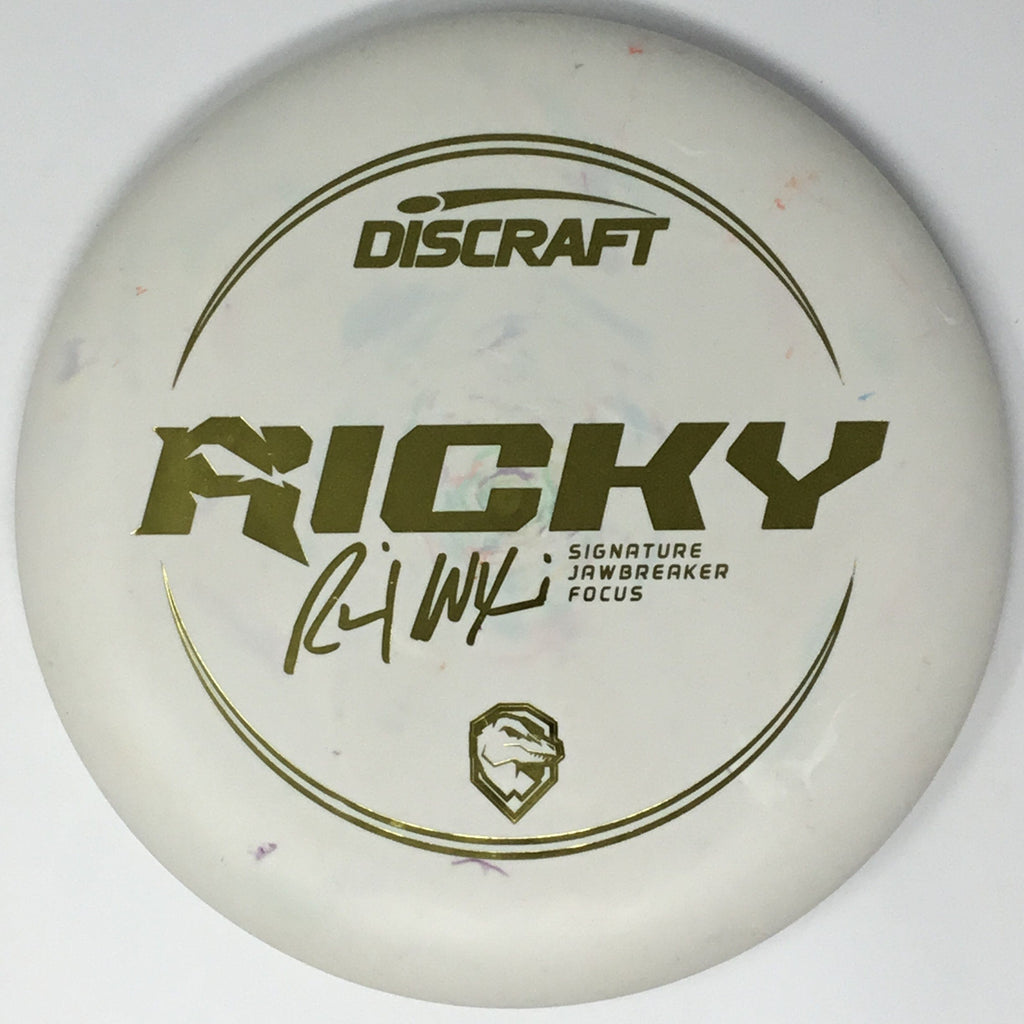 DISCRAFT
RICKY
SIGNATURE
JAWBREAKER
FOCUS